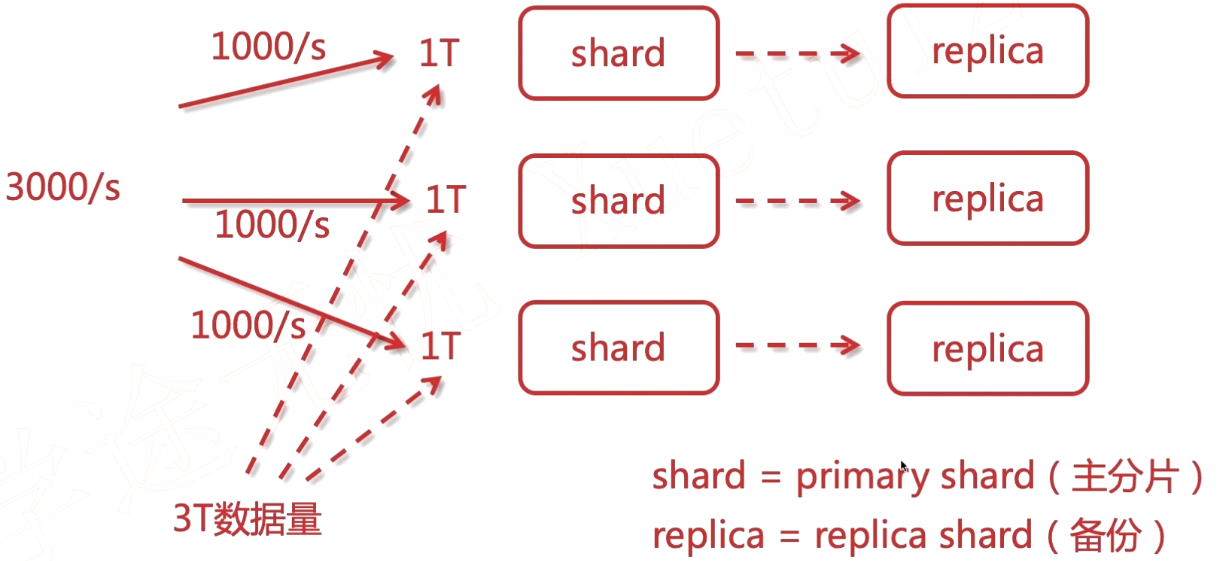 1000/s
1T
shard
replica
3000/s
1000/s
1T
shard
replica
1000/s
1T
shard
replica
3T数据量
shard = primary shard（主分片）
replica = replica shard（备份）